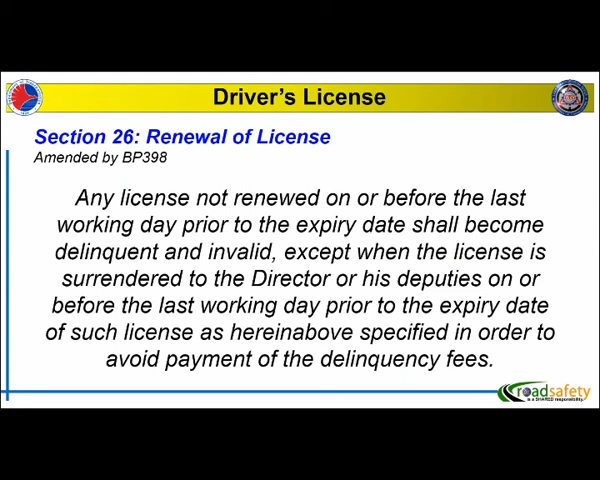 Driver's License
Section 26: Renewal of License
Amended by BP398
Any license not renewed on or before the last
working day prior to the expiry date shall become
delinquent and invalid, except when the license is
surrendered to the Director or his deputies on or
before the last working day prior to the expiry date
of such license as hereinabove specified in order to
avoid payment of the delinquency fees.
roadsafety
is a SHARED responsibility